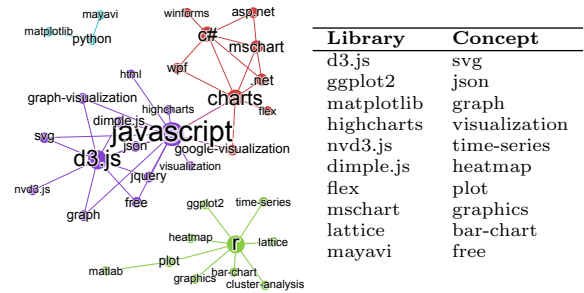 mayavi
matplotlib
python
winforms
asp.net
c#
mschart
wpf
.net
charts
flex
html
graph-visualization
highcharts
dimple.js
javascript
svg
json
google-visualization
d3.js
jquery
visualization
nvd3.js
free
graph
ggplot2
time-series
heatmap
r
lattice
plot
matlab
bar-chart
graphics
cluster-analysis
Library Concept
d3.js svg
ggplot2 json
matplotlib graph
highcharts visualization
nvd3.js time-series
dimple.js heatmap
flex plot
mschart graphics
lattice bar-chart
mayavi free